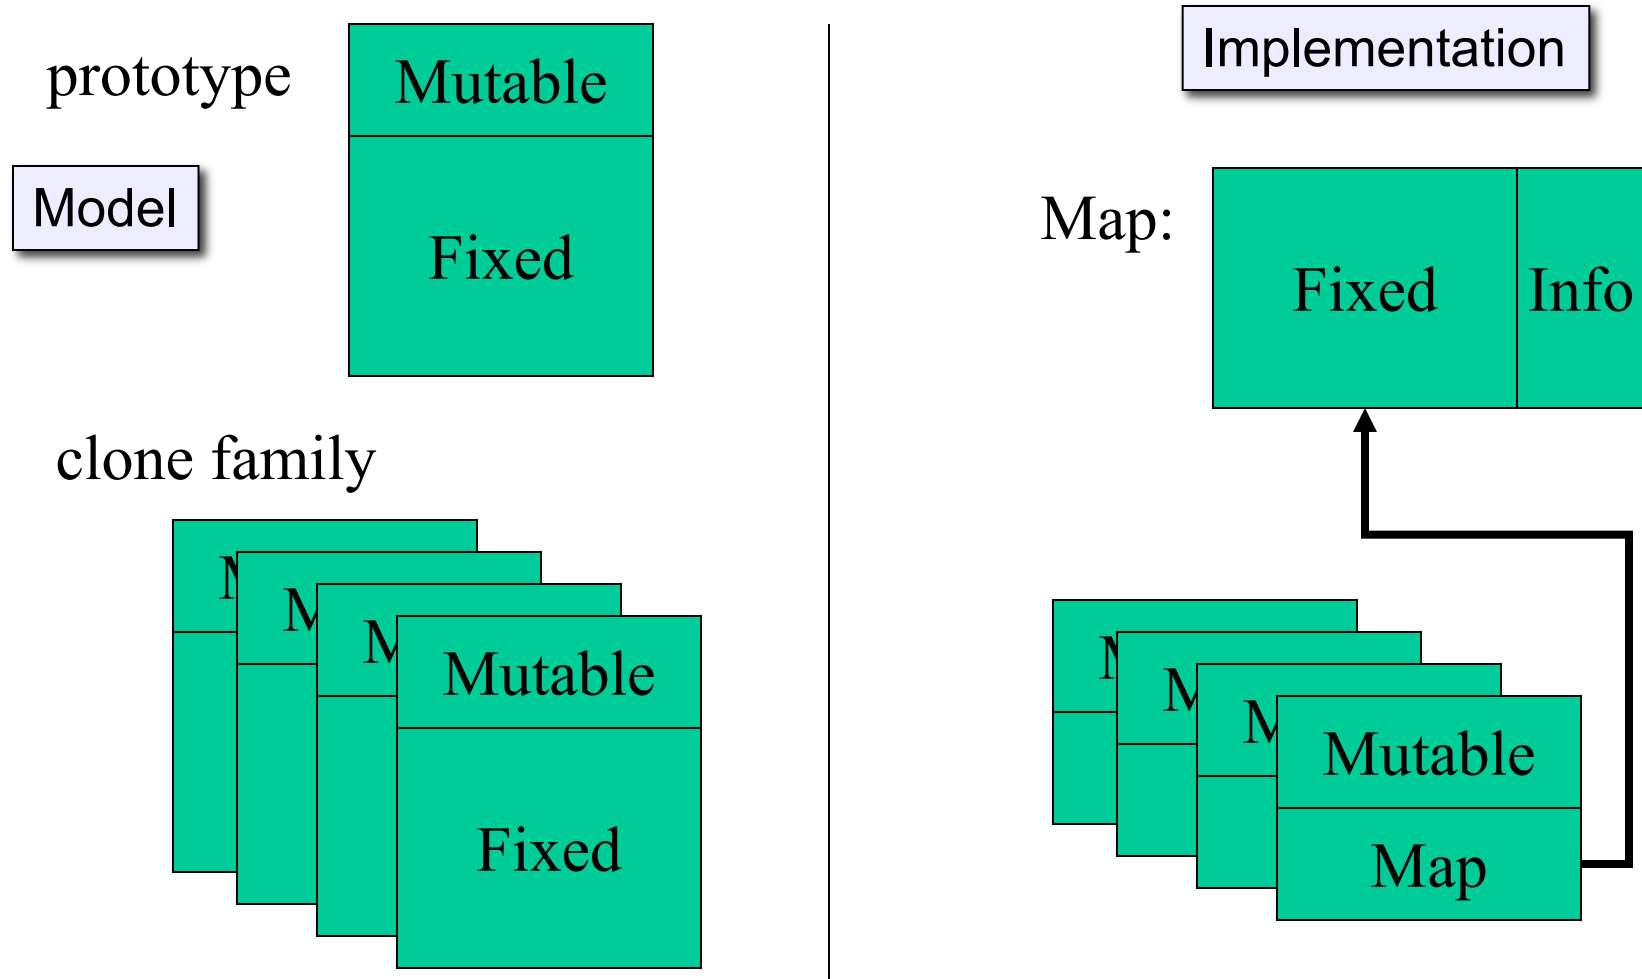 prototype
Mutable
Model
Fixed
clone family
M
M
M
Mutable
Fixed
Implementation
Map:
Fixed
Info
M
M
M
Mutable
Map